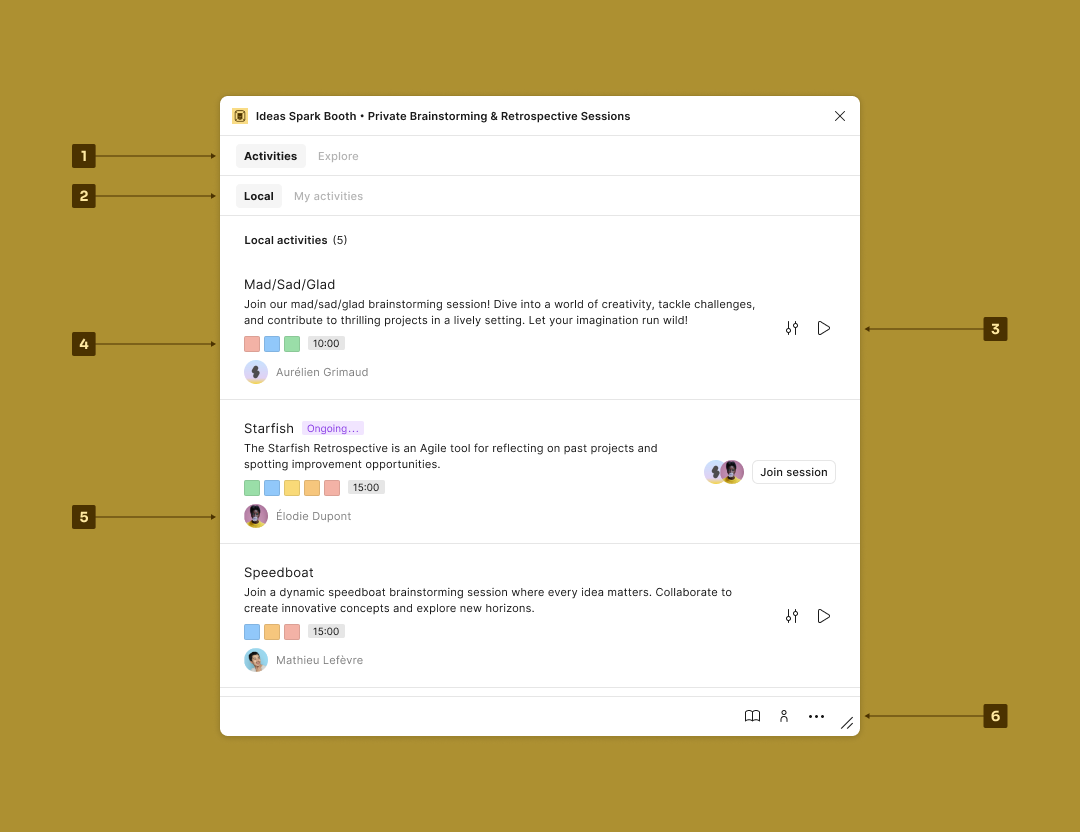 Ideas Spark Booth • Private Brainstorming & Retrospective Sessions
1
Activities Explore
2
Local My activities
Local activities (5)
Mad/Sad/Glad
Join our mad/sad/glad brainstorming session! Dive into a world of creativity, tackle challenges,
and contribute to thrilling projects in a lively setting. Let your imagination run wild!
3
4
10:00
Aurélien Grimaud
Starfish Ongoing...
The Starfish Retrospective is an Agile tool for reflecting on past projects and
spotting improvement opportunities.
Join session
15:00
5
Élodie Dupont
Speedboat
Join a dynamic speedboat brainstorming session where every idea matters. Collaborate to
create innovative concepts and explore new horizons.
15:00
Mathieu Lefèvre
6